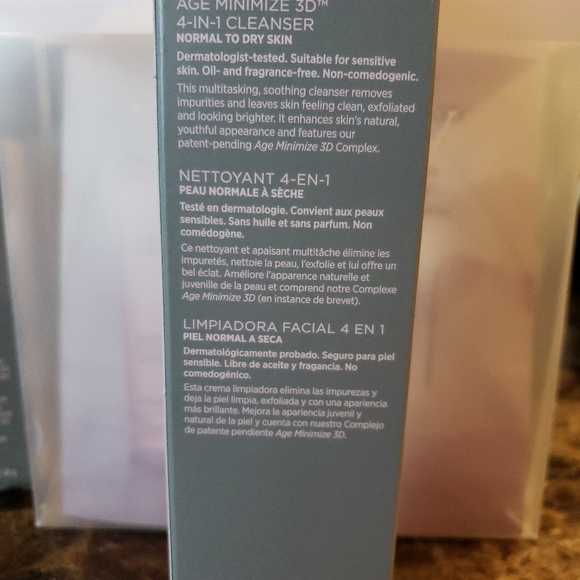 AGE MINIMIZE 3D™
4-IN-1 CLEANSER
NORMAL TO DRY SKIN
Dermatologist-tested. Suitable for sensitive
skin. Oil- and fragrance-free. Non-comedogenic.
This multitasking, soothing cleanser removes
impurities and leaves skin feeling clean, exfoliated
and looking brighter. It enhances skin's natural,
youthful appearance and features our
patent-pending Age Minimize 3D Complex.
NETTOYANT 4-EN-1
PEAU NORMALE À SÈCHE
Testé en dermatologie. Convient aux peaux
sensibles. Sans huile et sans parfum. Non
comédogène.
Ce nettoyant et apaisant multitâche élimine les
impuretés, nettoie la peau, l'exfolie et lui offre un
bel éclat. Améliore l'apparence naturelle et
juvenile de la peau et comprend notre Complexe
Age Minimize 3D (en instance de brevet).
LIMPIADORA FACIAL 4 EN 1
PIEL NORMAL A SECA
Dermatológicamente probado. Seguro para piel
sensible. Libre de aceite y fragancia. No
comedogénico.
Esta crema limpiadora elimina las impurezas y
deja la piel limpia, exfoliada y con una apariencia
más brillante. Mejora la apariencia juvenil y
natural de la piel y cuenta con nuestro Complejo
de patente pendiente Age Minimize 3D.